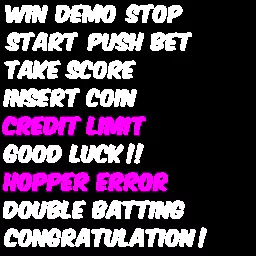 WIN DEMO STOP
START PUSH BET
TAKE SCORE
INSERT COIN
CREDIT LIMIT
GOOD LUCK!!
HOPPER ERROR
DOUBLE BATTING
CONGRATULATION!